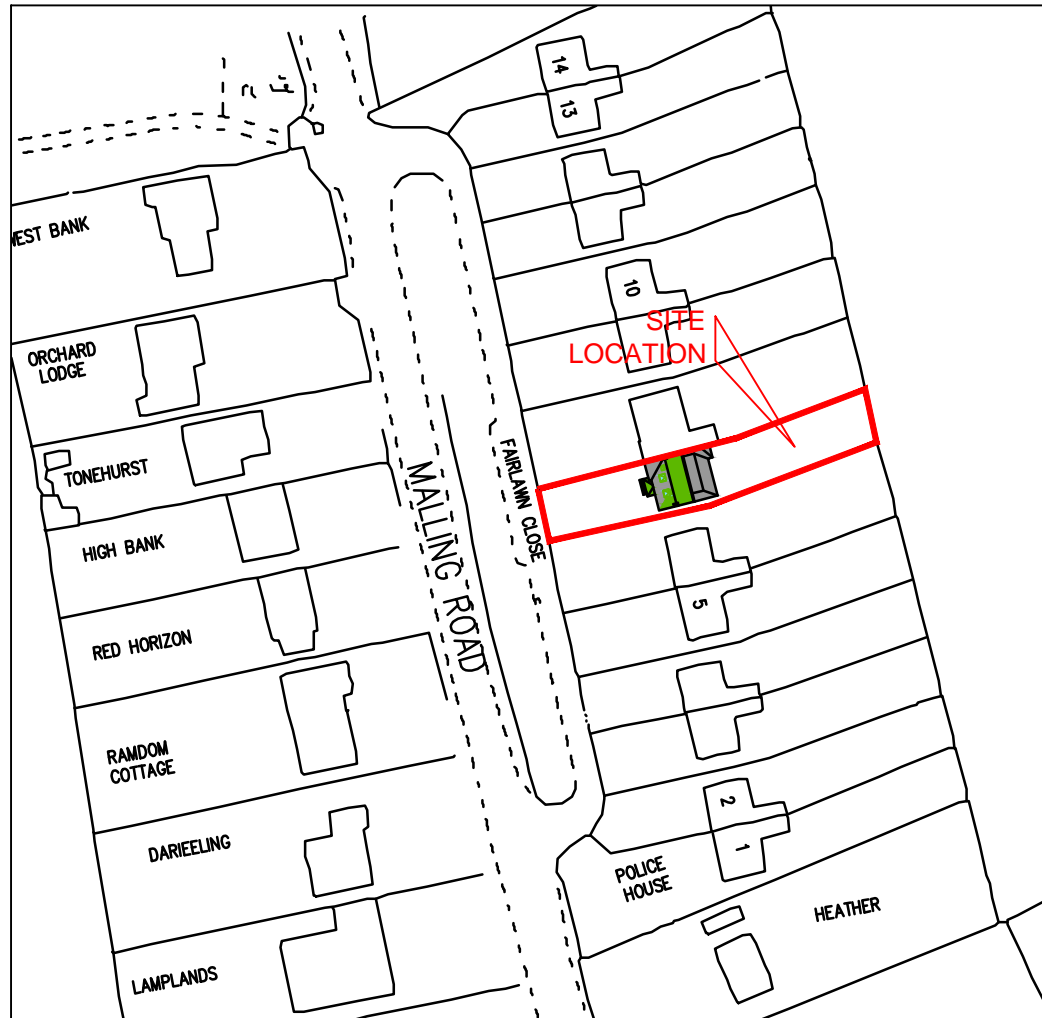 14
13
WEST BANK
10
SITE
LOCATION
ORCHARD
LODGE
FAIRLAWN CLOSE
TONEHURST
MALLING ROAD
HIGH BANK
5
RED HORIZON
RAMDOM
COTTAGE
2
1
DARIEELING
POLICE
HOUSE
HEATHER
LAMPLANDS